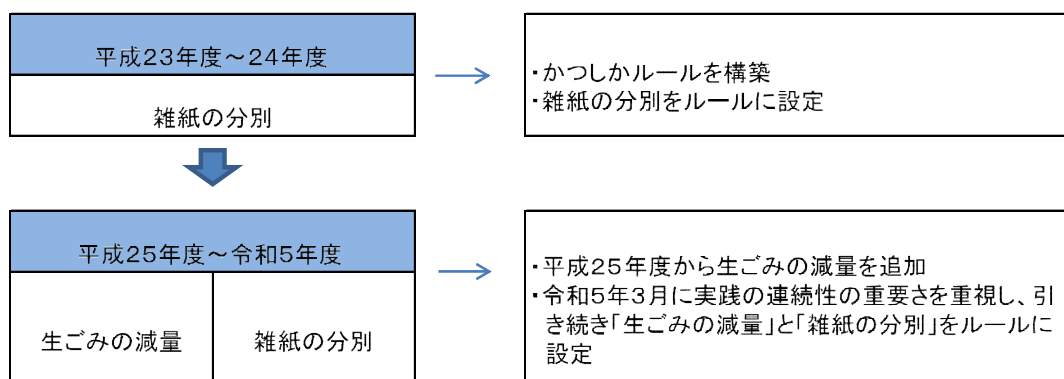 平成23年度~24年度
雑紙の分別
・かつしかルールを構築
・雑紙の分別をルールに設定
平成25年度~令和5年度
生ごみの減量
雑紙の分別
・平成25年度から生ごみの減量を追加
・令和5年3月に実践の連続性の重要さを重視し、引
き続き「生ごみの減量」と「雑紙の分別」をルールに
設定